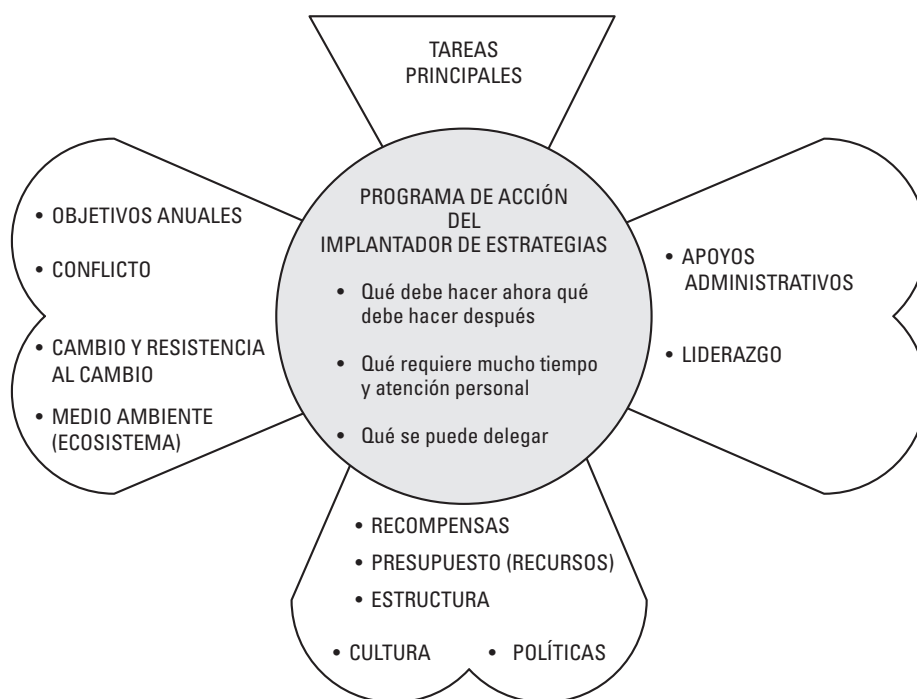 TAREAS
PRINCIPALES
PROGRAMA DE ACCIÓN
DEL
IMPLANTADOR DE ESTRATEGIAS
• Qué debe hacer ahora qué
debe hacer después
• Qué requiere mucho tiempo
y atención personal
• Qué se puede delegar
• OBJETIVOS ANUALES
• CONFLICTO
• CAMBIO Y RESISTENCIA
AL CAMBIO
• MEDIO AMBIENTE
(ECOSISTEMA)
• APOYOS
ADMINISTRATIVOS
• LIDERAZGO
• RECOMPENSAS
• PRESUPUESTO (RECURSOS)
• ESTRUCTURA
• CULTURA • POLÍTICAS